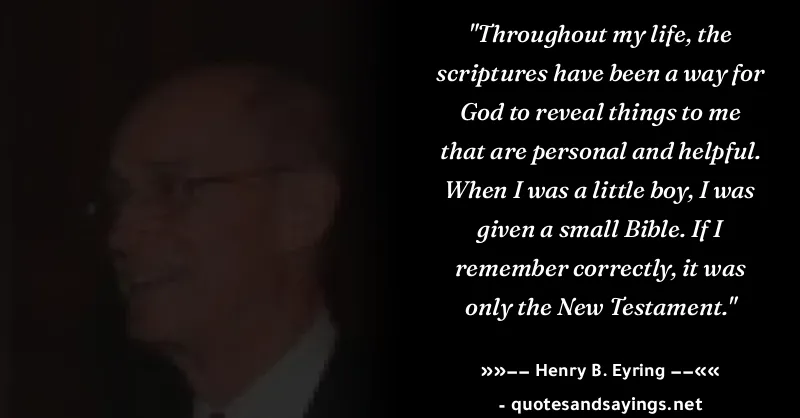 "Throughout my life, the
scriptures have been a way for
God to reveal things to me
that are personal and helpful.
When I was a little boy, I was
given a small Bible. If I
remember correctly, it was
only the New Testament."
»»−− Henry B. Eyring −−««
- quotesandsayings.net